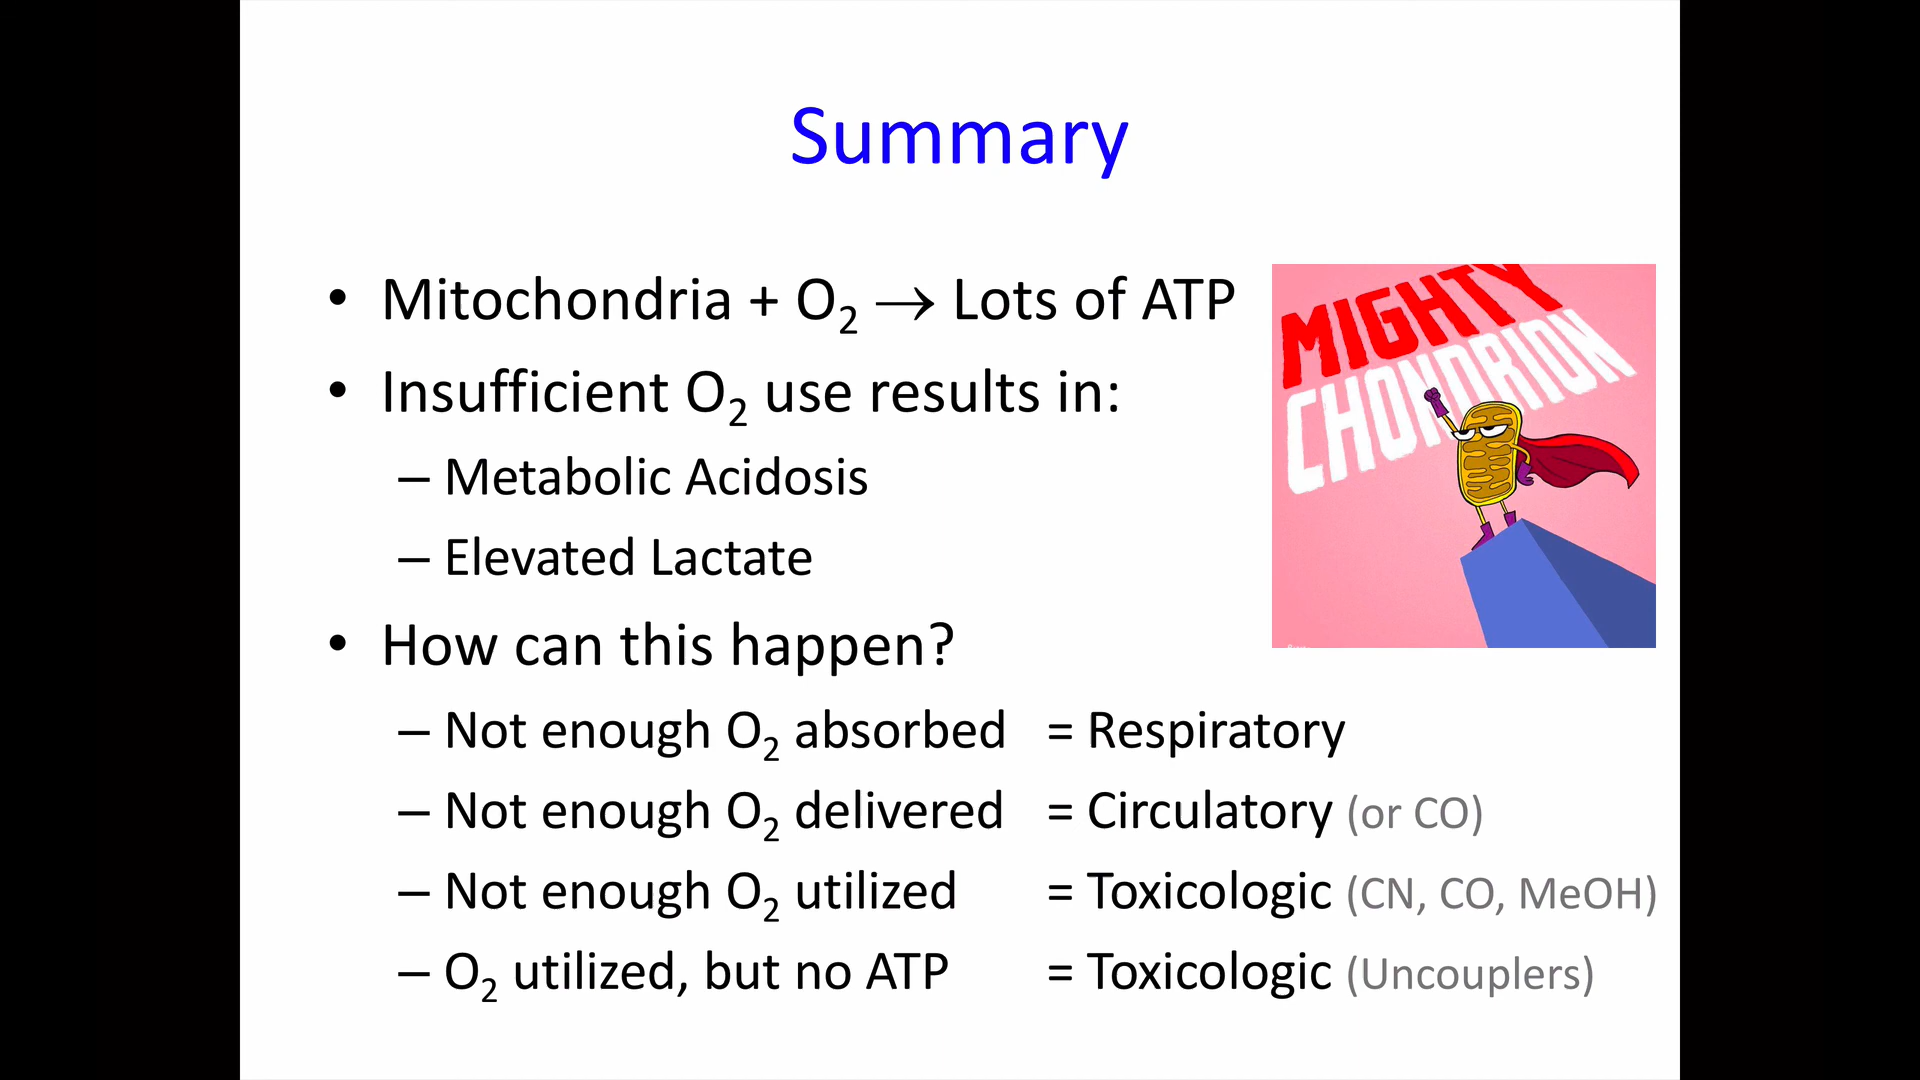 Summary
• Mitochondria + O₂ → Lots of ATP
MIGHTY
CHONDRION
• Insufficient O₂ use results in:
– Metabolic Acidosis
– Elevated Lactate
• How can this happen?
– Not enough O₂ absorbed = Respiratory
– Not enough O₂ delivered = Circulatory (or CO)
– Not enough O₂ utilized = Toxicologic (CN, CO, MeOH)
– O₂ utilized, but no ATP = Toxicologic (Uncouplers)